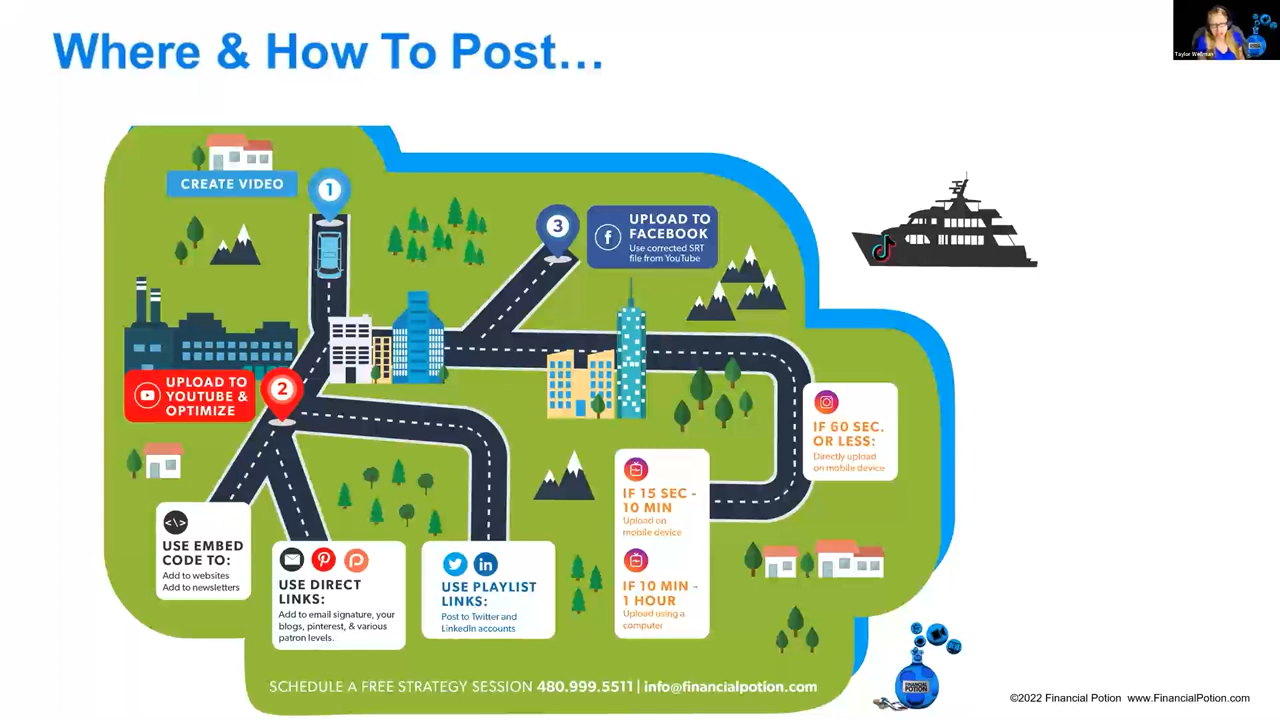 Where & How To Post…
Taylor Wellman
CREATE VIDEO
1
3
UPLOAD TO
FACEBOOK
Use corrected SRT
file from YouTube
UPLOAD TO
YOUTUBE &
OPTIMIZE
2
IF 60 SEC.
OR LESS:
Directly upload
on mobile device
IF 15 SEC -
10 MIN
Upload on
mobile device
IF 10 MIN -
1 HOUR
Upload using a
computer
USE EMBED
CODE TO:
Add to websites
Add to newsletters
USE DIRECT
LINKS:
Add to email signature, your
blogs, pinterest, & various
patron levels.
USE PLAYLIST
LINKS:
Post to Twitter and
LinkedIn accounts
SCHEDULE A FREE STRATEGY SESSION 480.999.5511 | info@financialpotion.com
FINANCIAL
POTION
©2022 Financial Potion www.FinancialPotion.com